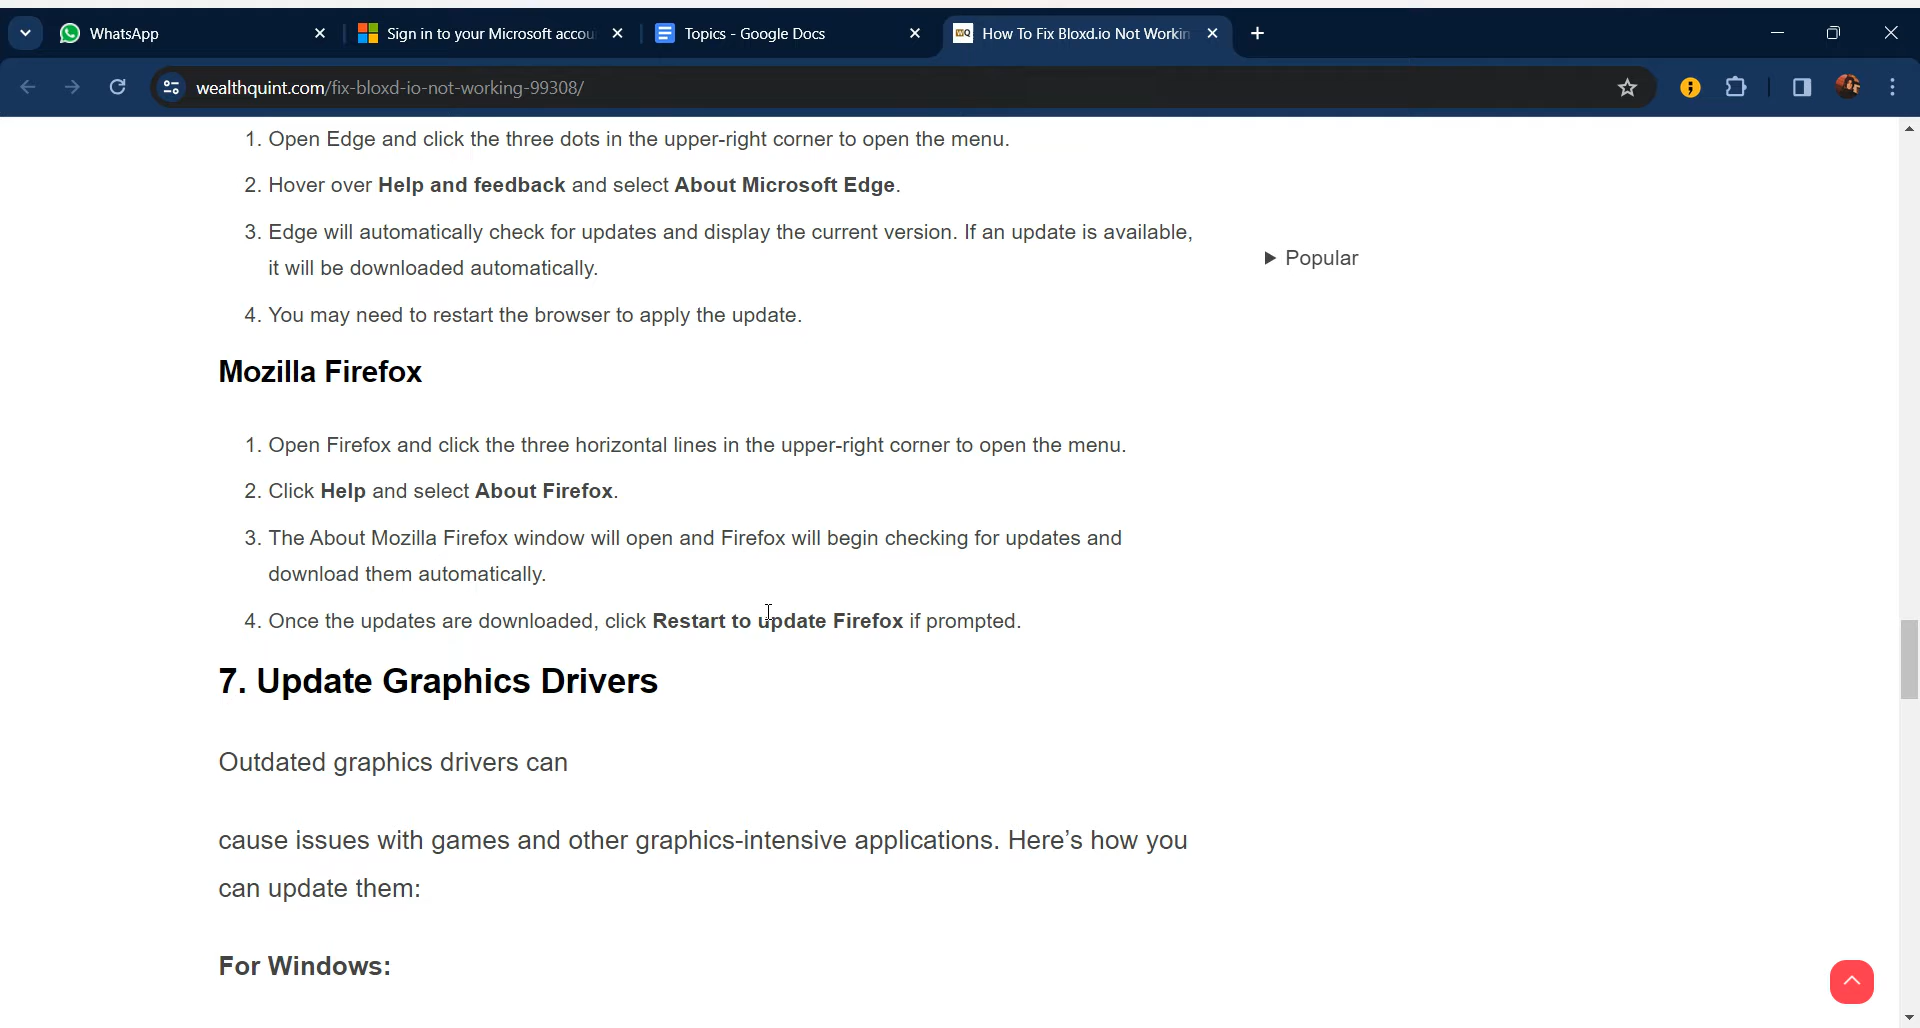 WhatsApp
Sign in to your Microsoft accou
Topics - Google Docs
How To Fix Bloxd.io Not Workin
wealthquint.com/fix-bloxd-io-not-working-99308/
1. Open Edge and click the three dots in the upper-right corner to open the menu.
2. Hover over Help and feedback and select About Microsoft Edge.
3. Edge will automatically check for updates and display the current version. If an update is available,
it will be downloaded automatically.
Popular
4. You may need to restart the browser to apply the update.
Mozilla Firefox
1. Open Firefox and click the three horizontal lines in the upper-right corner to open the menu.
2. Click Help and select About Firefox.
3. The About Mozilla Firefox window will open and Firefox will begin checking for updates and
download them automatically.
4. Once the updates are downloaded, click Restart to update Firefox if prompted.
7. Update Graphics Drivers
Outdated graphics drivers can
cause issues with games and other graphics-intensive applications. Here’s how you
can update them:
For Windows: